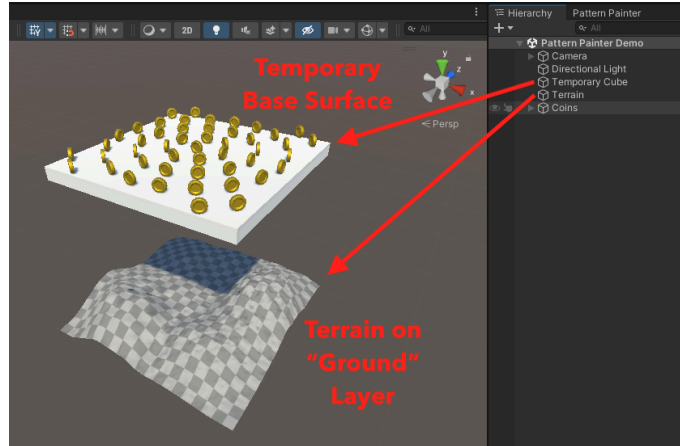 Hierarchy
Pattern Painter
2D
All
All
Pattern Painter Demo
Camera
Directional Light
Temporary Cube
Terrain
Coins
y
z
x
Persp
Temporary
Base Surface
Terrain on
"Ground"
Layer